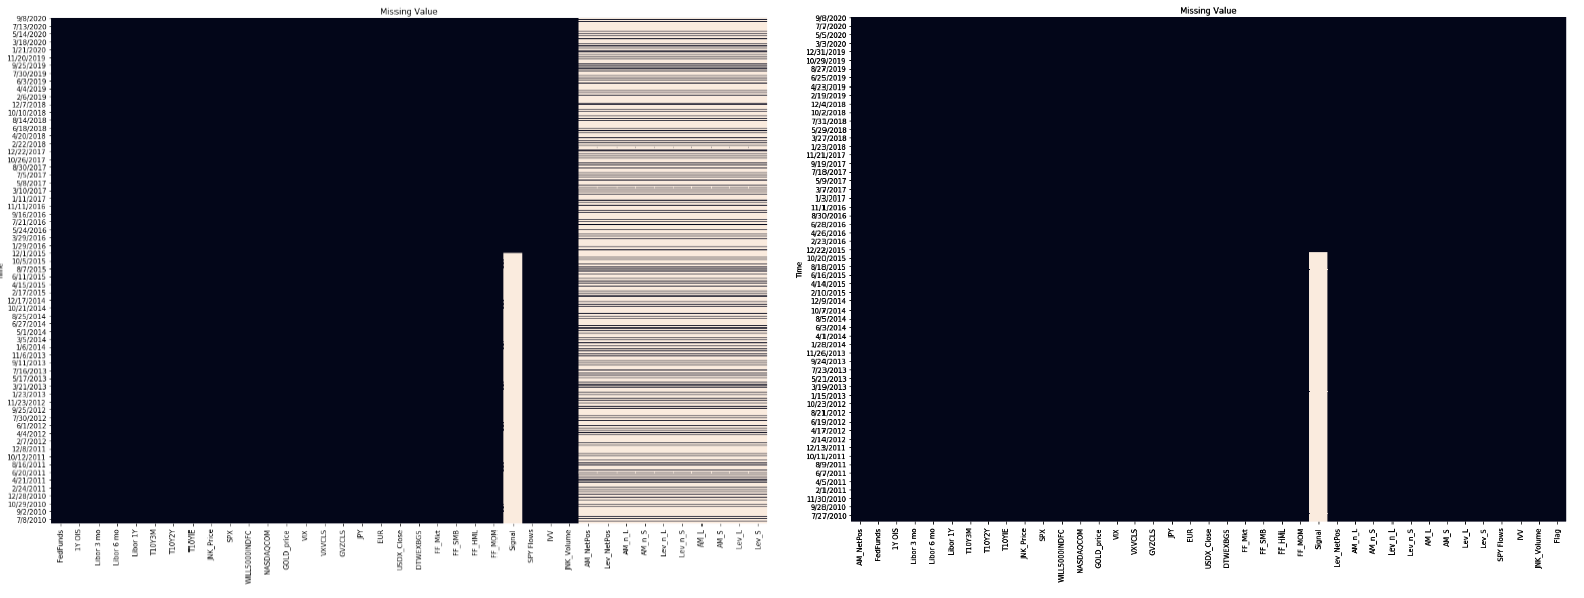 Missing Value
9/8/2020
7/13/2020
5/14/2020
3/18/2020
1/21/2020
11/20/2019
9/25/2019
7/30/2019
6/3/2019
4/4/2019
2/6/2019
12/7/2018
10/10/2018
8/14/2018
6/18/2018
4/20/2018
2/22/2018
12/22/2017
10/26/2017
8/30/2017
7/5/2017
5/8/2017
3/10/2017
1/11/2017
11/11/2016
9/16/2016
7/21/2016
5/24/2016
3/29/2016
1/29/2016
12/1/2015
10/5/2015
8/7/2015
6/11/2015
4/15/2015
2/17/2015
12/17/2014
10/21/2014
8/25/2014
6/27/2014
5/1/2014
3/5/2014
1/6/2014
11/6/2013
9/11/2013
7/16/2013
5/17/2013
3/21/2013
1/23/2013
11/23/2012
9/25/2012
7/30/2012
6/1/2012
4/4/2012
2/7/2012
12/8/2011
10/12/2011
8/16/2011
6/20/2011
4/21/2011
2/24/2011
12/28/2010
10/29/2010
9/2/2010
7/8/2010
FedFunds
1Y OIS
Libor 3 mo
Libor 6 mo
Libor 1Y
T10Y3M
T10Y2Y
T10YIE
JNK_Price
SPX
WILL5000INDFC
NASDAQCOM
GOLD_price
VIX
VXVCLS
GVZCLS
JPY
EUR
USDX_Close
DTWEXBGS
FF_Mkt
FF_SMB
FF_HML
FF_MOM
Signal
SPY Flows
IVV
JNK_Volume
AM_NetPos
Lev_NetPos
AM_n_L
AM_n_S
Lev_n_L
Lev_n_S
AM_L
AM_S
Lev_L
Lev_S
Missing Value
Time
9/8/2020
7/7/2020
5/5/2020
3/3/2020
12/31/2019
10/29/2019
8/27/2019
6/25/2019
4/23/2019
2/19/2019
12/4/2018
10/2/2018
7/31/2018
5/29/2018
3/27/2018
1/23/2018
11/21/2017
9/19/2017
7/18/2017
5/9/2017
3/7/2017
1/3/2017
11/1/2016
8/30/2016
6/28/2016
4/26/2016
2/23/2016
12/22/2015
10/20/2015
8/18/2015
6/16/2015
4/14/2015
2/10/2015
12/9/2014
10/7/2014
8/5/2014
6/3/2014
4/1/2014
1/28/2014
11/26/2013
9/24/2013
7/23/2013
5/21/2013
3/19/2013
1/15/2013
10/23/2012
8/21/2012
6/19/2012
4/17/2012
2/14/2012
12/13/2011
10/11/2011
8/9/2011
6/7/2011
4/5/2011
2/1/2011
11/30/2010
9/28/2010
7/27/2010
AM_NetPos
FedFunds
1Y OIS
Libor 3 mo
Libor 6 mo
Libor 1Y
T10Y3M
T10Y2Y
T10YIE
JNK_Price
SPX
WILL5000INDFC
NASDAQCOM
GOLD_price
VIX
VXVCLS
GVZCLS
JPY
EUR
USDX_Close
DTWEXBGS
FF_Mkt
FF_SMB
FF_HML
FF_MOM
Signal
Lev_NetPos
AM_n_L
AM_n_S
Lev_n_L
Lev_n_S
AM_L
AM_S
Lev_L
Lev_S
SPY Flows
IVV
JNK_Volume
Flag